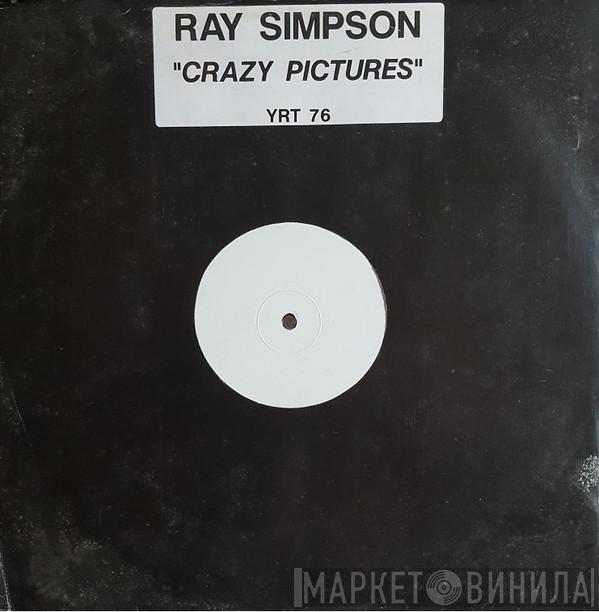 RAY SIMPSON
"CRAZY PICTURES"
YRT 76
МАРКЕТ ВИНИЛА